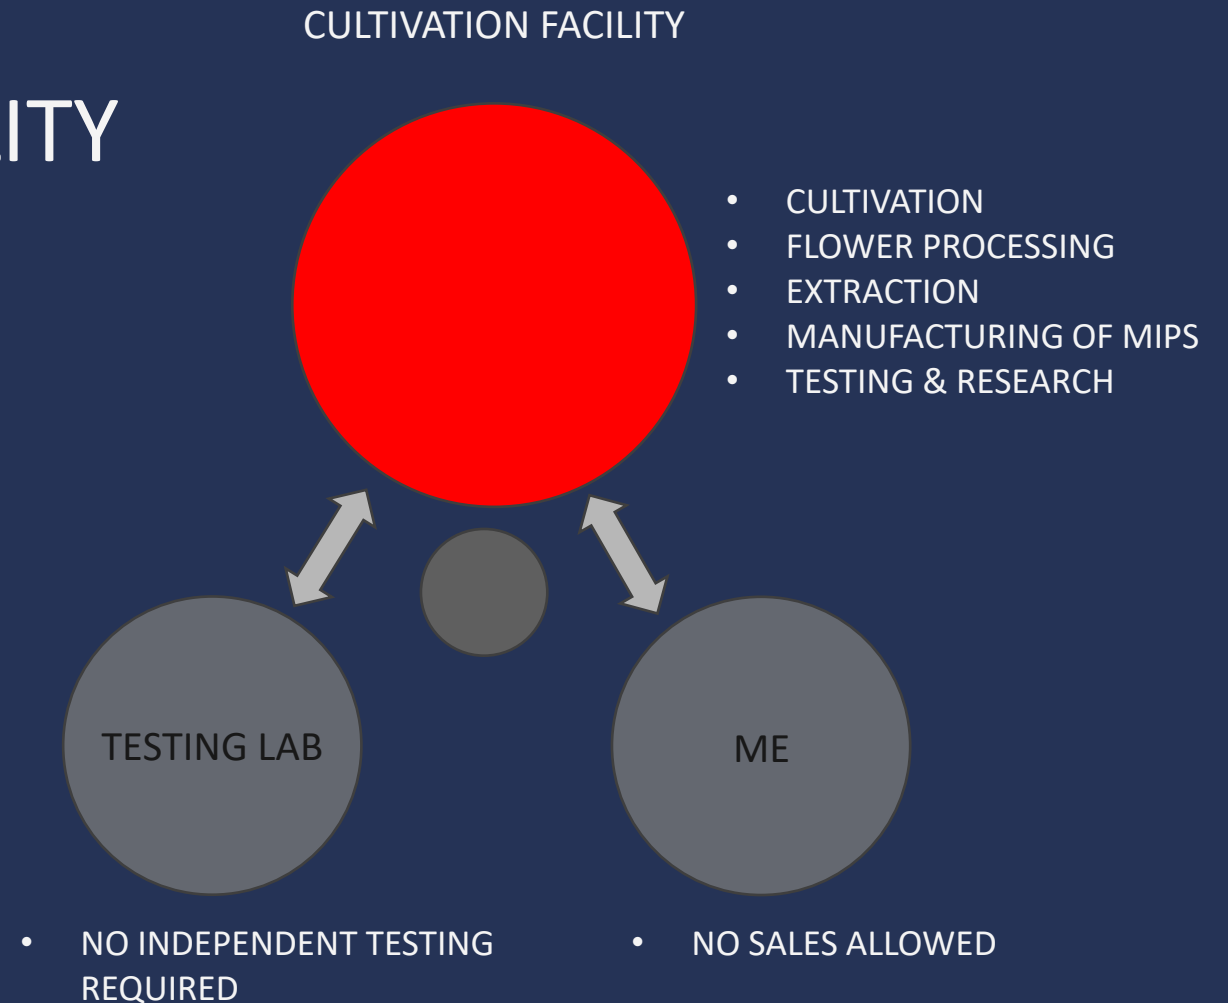 CULTIVATION FACILITY
LITY
• CULTIVATION
• FLOWER PROCESSING
• EXTRACTION
• MANUFACTURING OF MIPS
• TESTING & RESEARCH
TESTING LAB
ME
• NO INDEPENDENT TESTING
REQUIRED
• NO SALES ALLOWED